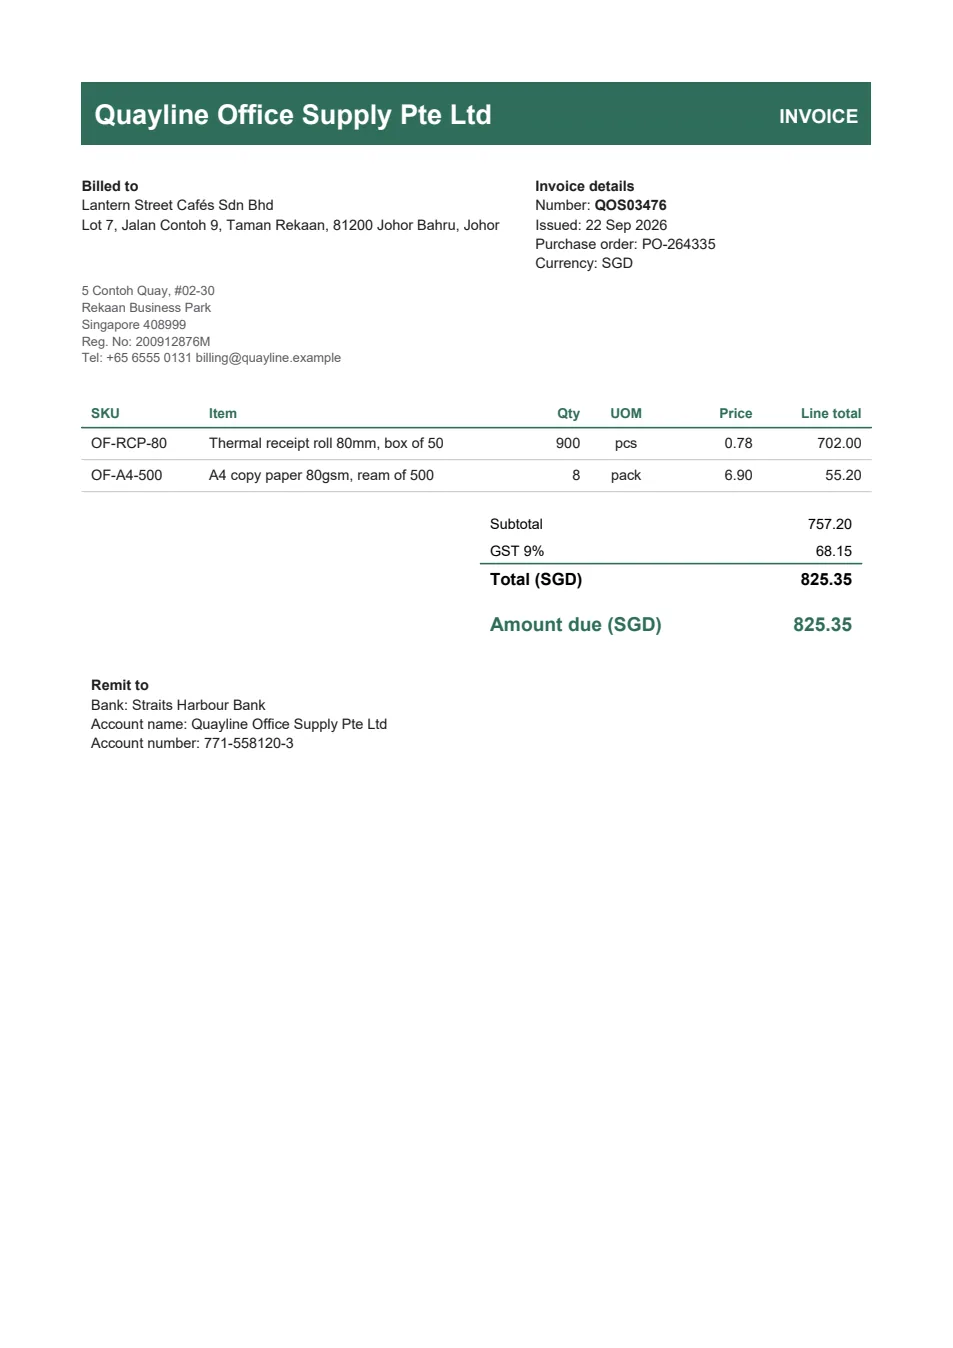 Quayline Office Supply Pte Ltd
INVOICE
Billed to
Lantern Street Cafés Sdn Bhd
Lot 7, Jalan Contoh 9, Taman Rekaan, 81200 Johor Bahru, Johor
Invoice details
Number: QOS03476
Issued: 22 Sep 2026
Purchase order: PO-264335
Currency: SGD
5 Contoh Quay, #02-30
Rekaan Business Park
Singapore 408999
Reg. No: 200912876M
Tel: +65 6555 0131 billing@quayline.example
SKU Item Qty UOM Price Line total
OF-RCP-80 Thermal receipt roll 80mm, box of 50 900 pcs 0.78 702.00
OF-A4-500 A4 copy paper 80gsm, ream of 500 8 pack 6.90 55.20
Subtotal 757.20
GST 9% 68.15
Total (SGD) 825.35
Amount due (SGD) 825.35
Remit to
Bank: Straits Harbour Bank
Account name: Quayline Office Supply Pte Ltd
Account number: 771-558120-3